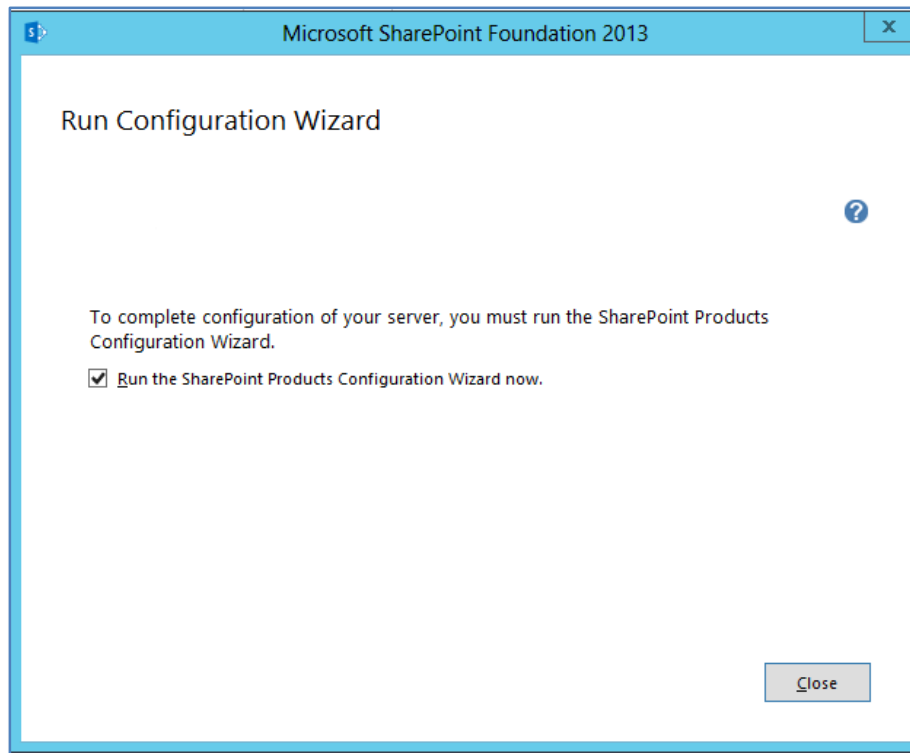 Microsoft SharePoint Foundation 2013
x
Run Configuration Wizard
?
To complete configuration of your server, you must run the SharePoint Products
Configuration Wizard.
Run the SharePoint Products Configuration Wizard now.
Close